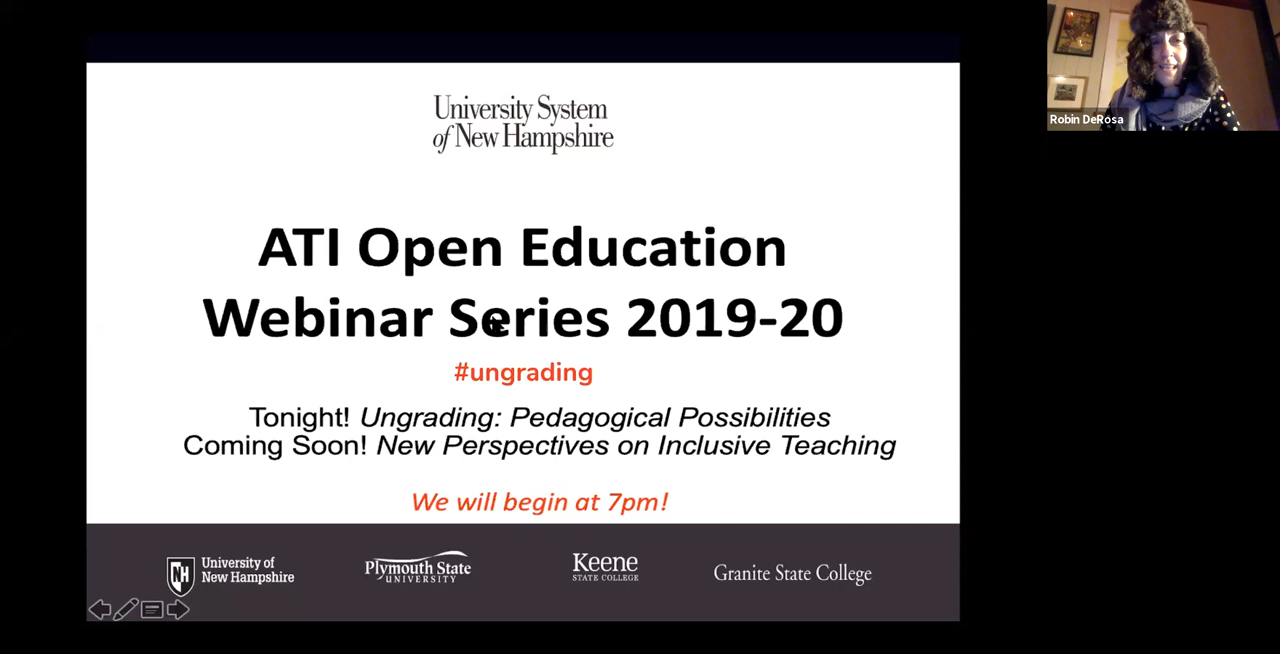 University System
of New Hampshire
Robin DeRosa
ATI Open Education
Webinar Series 2019-20
#ungrading
Tonight! Ungrading: Pedagogical Possibilities
Coming Soon! New Perspectives on Inclusive Teaching
We will begin at 7pm!
NH
University of
New Hampshire
Plymouth State
UNIVERSITY
Keene
STATE COLLEGE
Granite State College